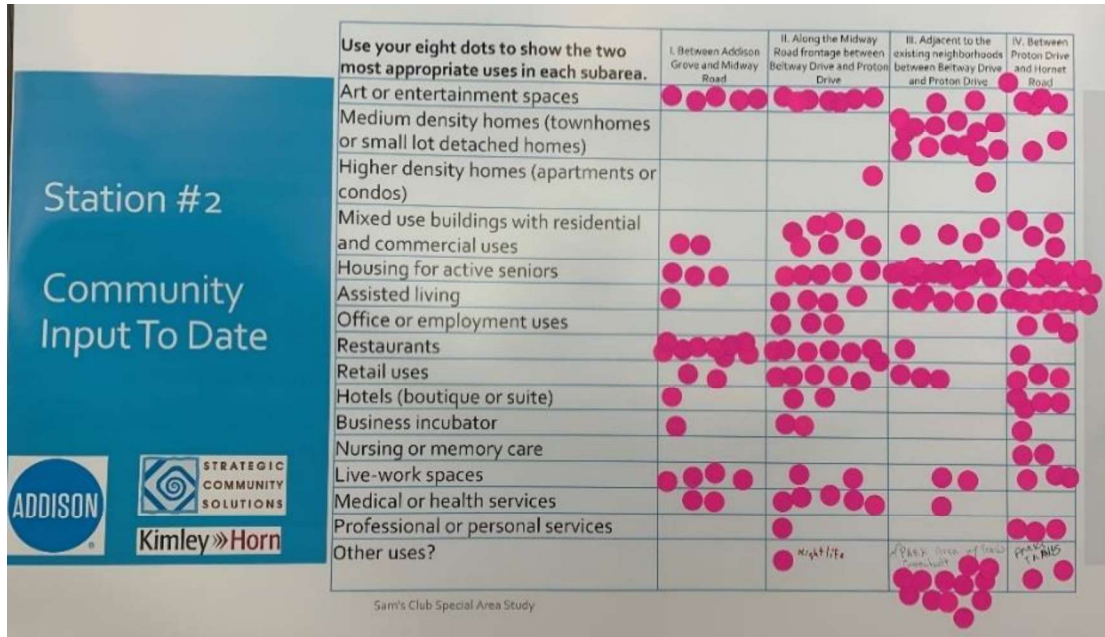 Station #2
Community
Input To Date
ADDISON
STRATEGIC
COMMUNITY
SOLUTIONS
Kimley»Horn
Use your eight dots to show the two
most appropriate uses in each subarea.
I. Between Addison
Grove and Midway
Road
II. Along the Midway
Road frontage between
Beltway Drive and Proton
Drive
III. Adjacent to the
existing neighborhoods
between Beltway Drive
and Proton Drive
IV. Between
Proton Drive
and Hornet
Road
Art or entertainment spaces
Medium density homes (townhomes
or small lot detached homes)
Higher density homes (apartments or
condos)
Mixed use buildings with residential
and commercial uses
Housing for active seniors
Assisted living
Office or employment uses
Restaurants
Retail uses
Hotels (boutique or suite)
Business incubator
Nursing or memory care
Live-work spaces
Medical or health services
Professional or personal services
Other uses?
Nightlife
PARK Area
PARKS
TRAILS
Sam's Club Special Area Study